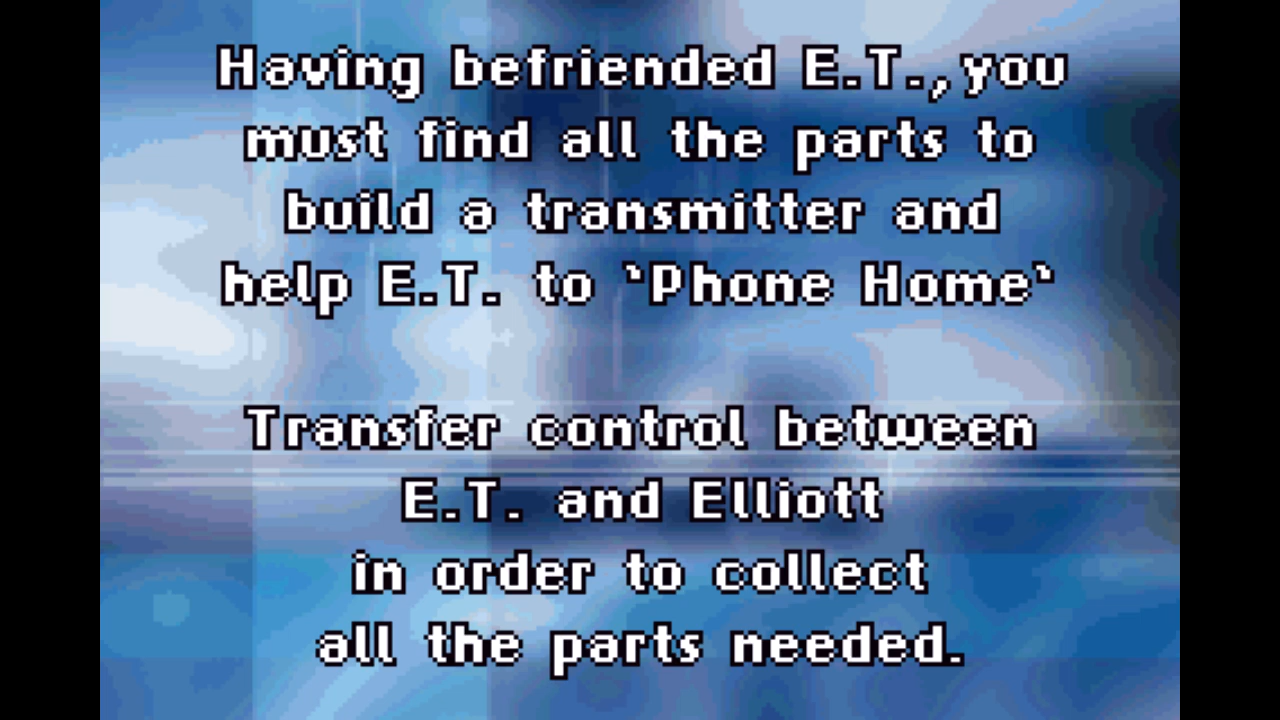 Having befriended E.T., you
must find all the parts to
build a transmitter and
help E.T. to `Phone Home`
Transfer control between
E.T. and Elliott
in order to collect
all the parts needed.